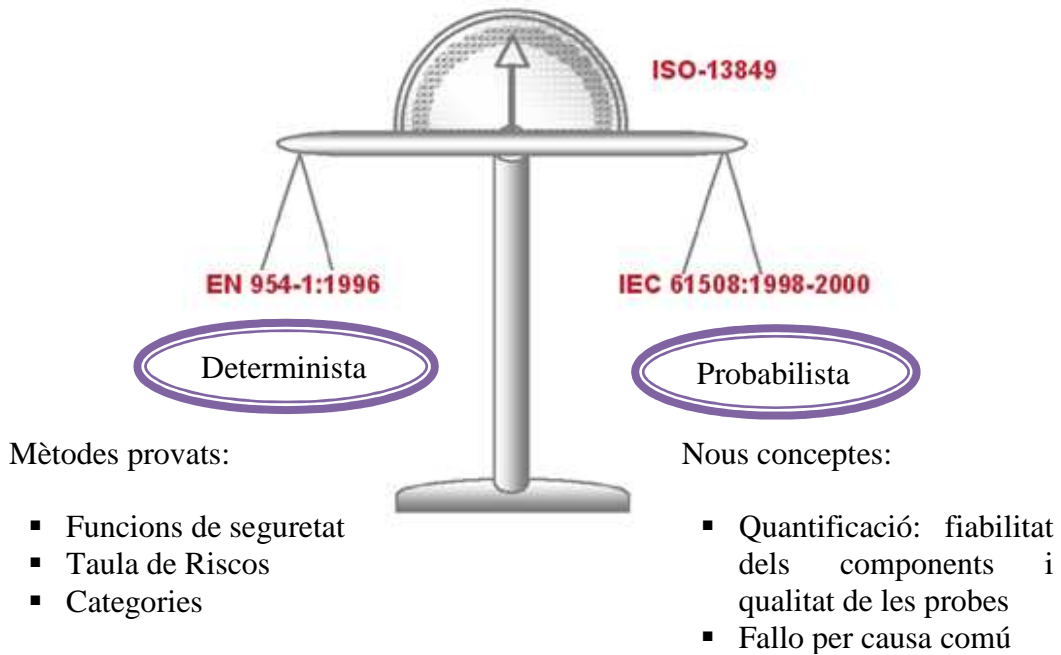 ISO-13849
EN 954-1:1996
IEC 61508:1998-2000
Determinista
Probabilista
Mètodes provats:
▪ Funcions de seguretat
▪ Taula de Riscos
▪ Categories
Nous conceptes:
▪ Quantificació: fiabilitat
dels components i
qualitat de les probes
▪ Fallo per causa comú